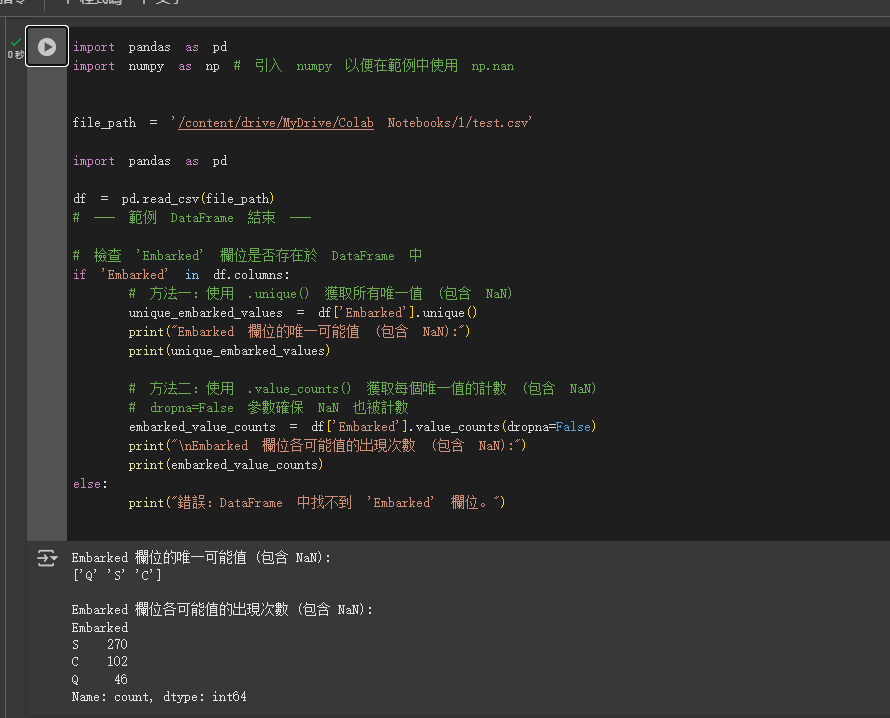 0秒
import pandas as pd
import numpy as np # 引入 numpy 以便在範例中使用 np.nan
file_path = '/content/drive/MyDrive/Colab Notebooks/1/test.csv'
import pandas as pd
df = pd.read_csv(file_path)
# --- 範例 DataFrame 結束 ---
# 檢查 'Embarked' 欄位是否存在於 DataFrame 中
if 'Embarked' in df.columns:
# 方法一：使用 .unique() 獲取所有唯一值 (包含 NaN)
unique_embarked_values = df['Embarked'].unique()
print("Embarked 欄位的唯一可能值 (包含 NaN):")
print(unique_embarked_values)
# 方法二：使用 .value_counts() 獲取每個唯一值的計數 (包含 NaN)
# dropna=False 參數確保 NaN 也被計數
embarked_value_counts = df['Embarked'].value_counts(dropna=False)
print("\nEmbarked 欄位各可能值的出現次數 (包含 NaN):")
print(embarked_value_counts)
else:
print("錯誤：DataFrame 中找不到 'Embarked' 欄位。")
Embarked 欄位的唯一可能值 (包含 NaN):
['Q' 'S' 'C']
Embarked 欄位各可能值的出現次數 (包含 NaN):
Embarked
S 270
C 102
Q 46
Name: count, dtype: int64